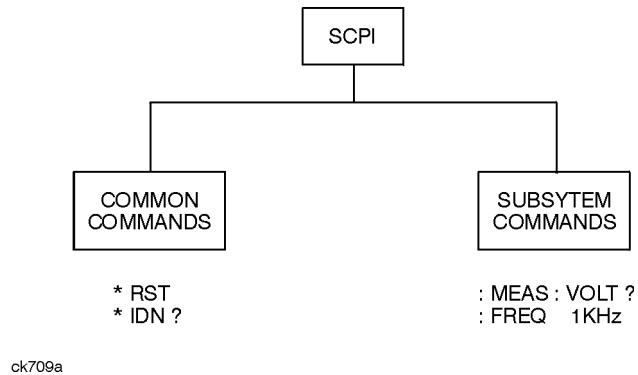 SCPI
COMMON
COMMANDS
SUBSYTEM
COMMANDS
* RST
* IDN ?
: MEAS : VOLT ?
: FREQ 1KHz
ck709a